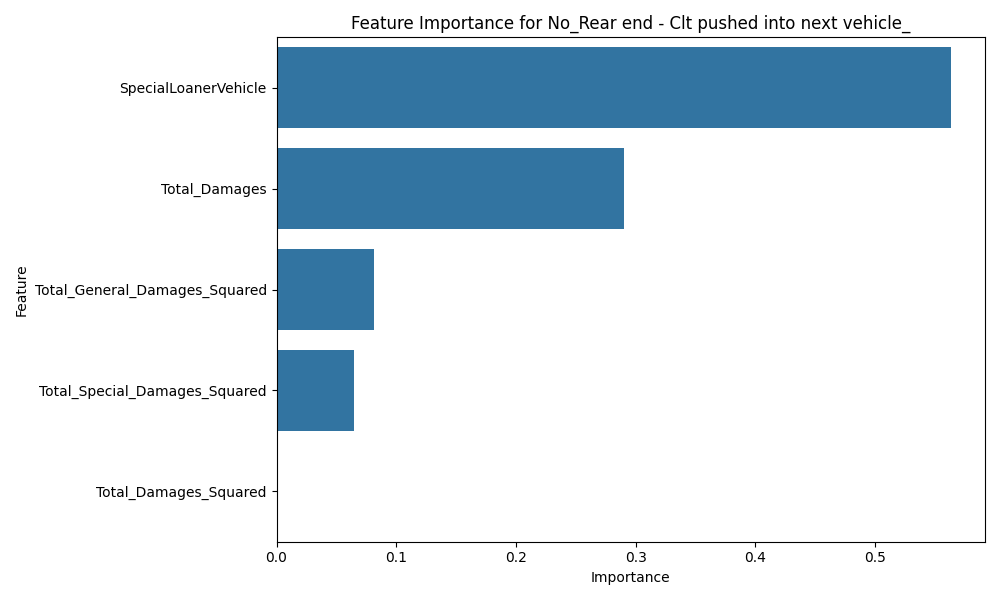 Feature Importance for No_Rear end - Clt pushed into next vehicle_
Feature
SpecialLoanerVehicle
Total_Damages
Total_General_Damages_Squared
Total_Special_Damages_Squared
Total_Damages_Squared
0.0 0.1 0.2 0.3 0.4 0.5
Importance